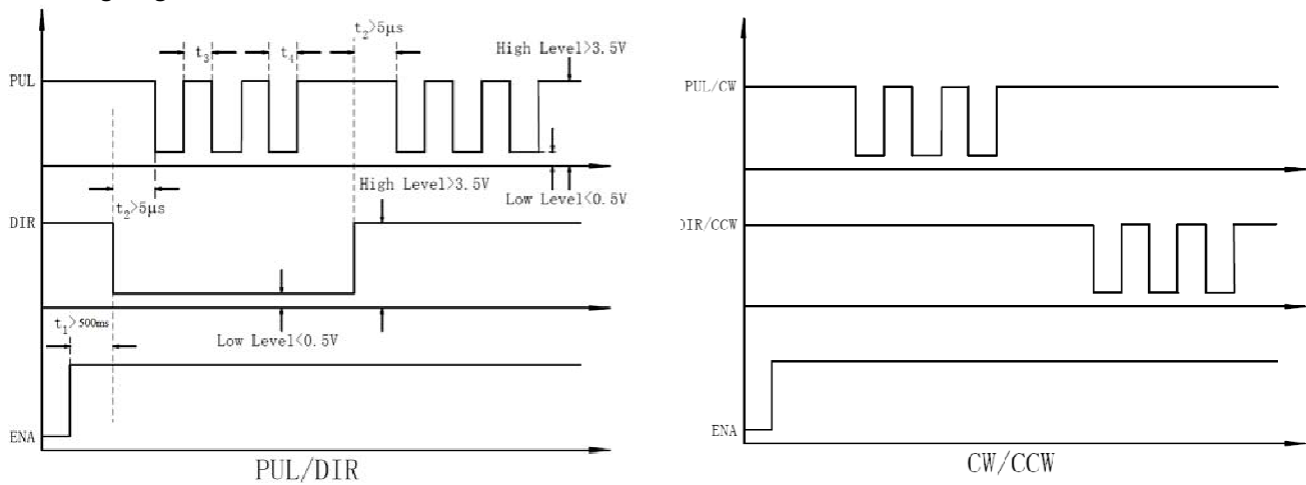 t2>5µs
t3
t4
High Level>3.5V
PUL
t2>5µs
High Level>3.5V
Low Level<0.5V
DIR
t1>500ms
Low Level<0.5V
ENA
PUL/DIR
PUL/CW
DIR/CCW
ENA
CW/CCW